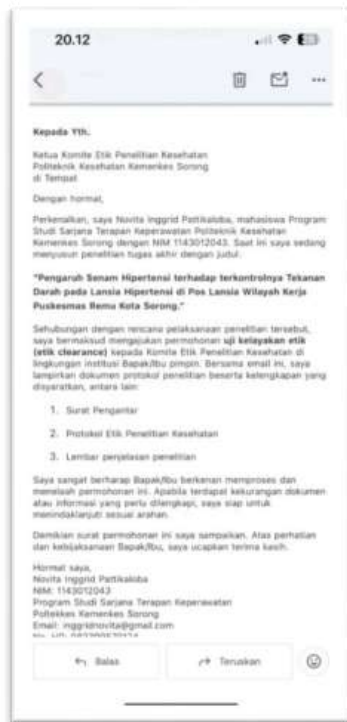 20.12
Kepada Yth.
Ketua Komite Etik Penelitian Kesehatan
Politeknik Kesehatan Kemenkes Sorong
di Tempat
Dengan hormat,
Perkenalkan, saya Novita Inggrid Pattikaloba, mahasiswa Program
Studi Sarjana Terapan Keperawatan Politeknik Kesehatan
Kemenkes Sorong dengan NIM 1143012043. Saat ini saya sedang
menyusun penelitian tugas akhir dengan judul.
"Pengaruh Senam Hipertensi terhadap terkontrolnya Tekanan
Darah pada Lansia Hipertensi di Pos Lansia Wilayah Kerja
Puskesmas Remu Kota Sorong."
Sehubungan dengan rencana pelaksanaan penelitian tersebut,
saya bermaksud mengajukan permohonan uji kelayakan etik
(etik clearance) kepada Komite Etik Penelitian Kesehatan di
lingkungan institusi Bapak/Ibu pimpin. Bersama email ini, saya
lampirkan dokumen protokol penelitian beserta kelengkapan yang
disyaratkan, antara lain:
1. Surat Pengantar
2. Protokol Etik Penelitian Kesehatan
3. Lembar penjelasan penelitian
Saya sangat berharap Bapak/Ibu berkenan memproses dan
menelaah permohonan ini. Apabila terdapat kekurangan dokumen
atau informasi yang perlu dilengkapi, saya siap untuk
menindaklanjuti sesuai arahan.
Demikian surat permohonan ini saya sampaikan. Atas perhatian
dan kebijaksanaan Bapak/Ibu, saya ucapkan terima kasih.
Hormat saya,
Novita Inggrid Pattikaloba
NIM: 1143012043
Program Studi Sarjana Terapan Keperawatan
Poltekkes Kemenkes Sorong
Email: inggridnovita@gmail.com
No. HP:
Balas
Teruskan